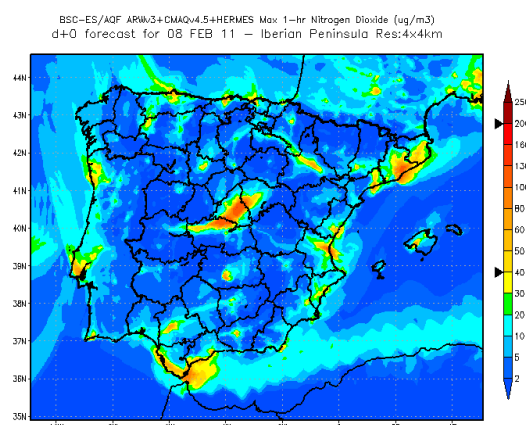 BSC-ES/AQF ARWv3+CMAQv4.5+HERMES Max 1-hr Nitrogen Dioxide (ug/m3)
d+0 forecast for 08 FEB 11 - Iberian Peninsula Res:4x4km
44N
43N
42N
41N
40N
39N
38N
37N
36N
35N
250
200
160
130
100
80
60
50
40
30
20
10
5
2